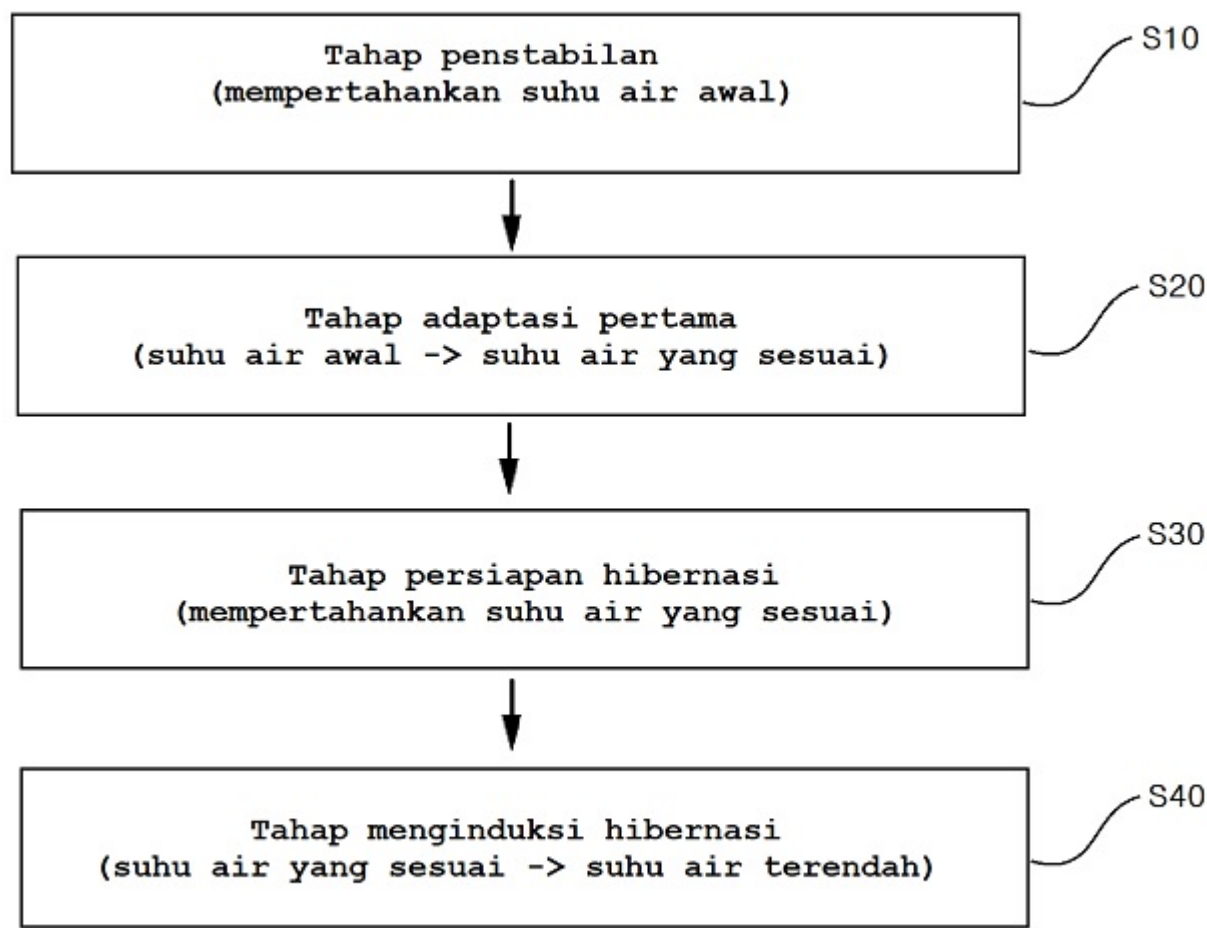 Tahap penstabilan
(mempertahankan suhu air awal)
S10
Tahap adaptasi pertama
(suhu air awal -> suhu air yang sesuai)
S20
Tahap persiapan hibernasi
(mempertahankan suhu air yang sesuai)
S30
Tahap menginduksi hibernasi
(suhu air yang sesuai -> suhu air terendah)
S40